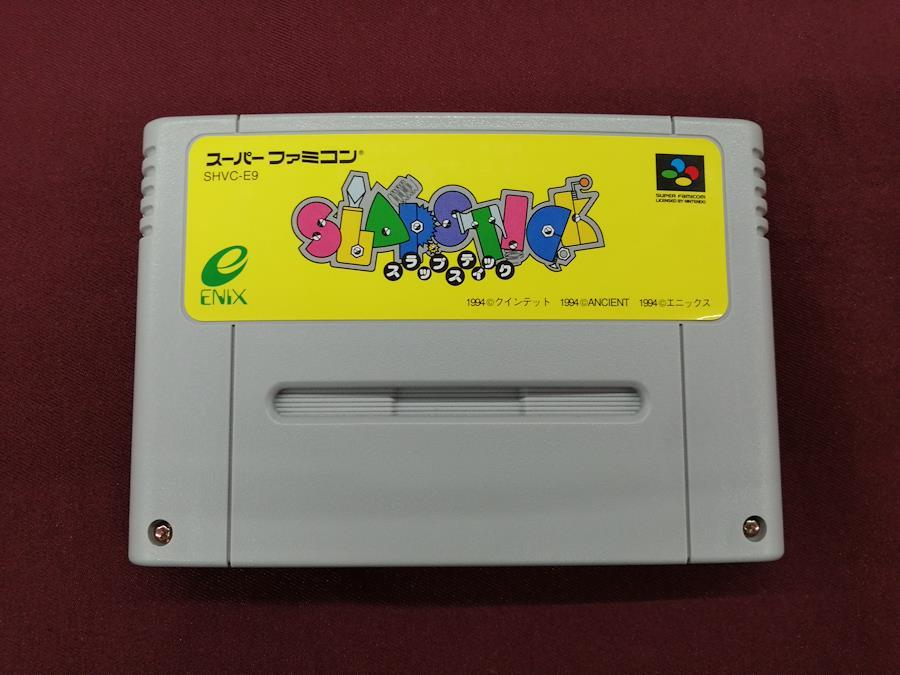 スーパーファミコン®
SHVC-E9
SUPER FAMICOM
LICENSED BY NINTENDO
SLAPSTICK
スラップスティック
ENIX
1994©クインテット 1994©ANCIENT 1994©エニックス